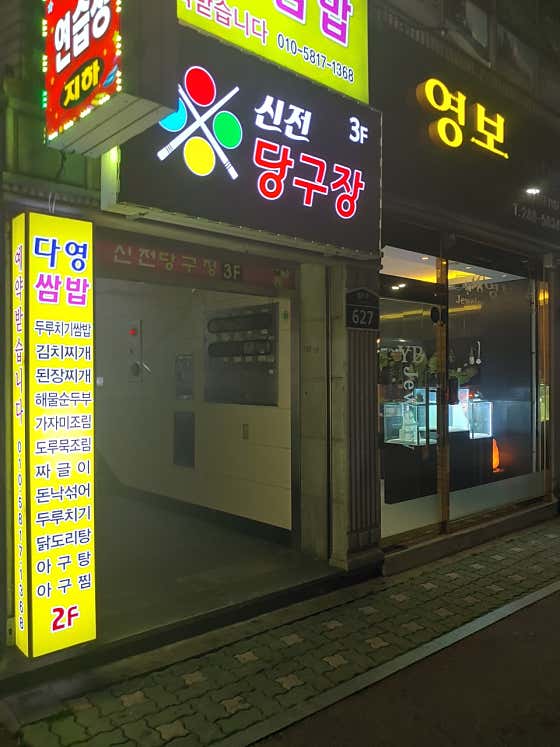 연습장
지하
쌈밥
약받습니다 010-5817-1368
신전 3F
당구장
영보
신전당구장 3F
다영
쌈밥
두루치기쌈밥
김치찌개
된장찌개
해물순두부
가자미조림
도루묵조림
짜글이
돈낙섞어
두루치기
닭도리탕
아구탕
아구찜
2F
예약받습니다 010-5817-1368
627
YB Jewelry